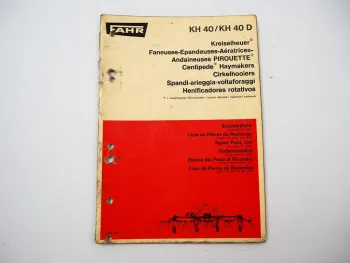 FAHR
KH 40/KH 40 D
Kreiselheuer®
Faneuses-Epandeuses-Aératrices-
Andaineuses PIROUETTE®
Centipede® Haymakers
Cirkelhooiers
Spandi-arieggia-voltaforaggi
Henificadores rotativos
Ersatzteilliste
Liste de Pièces de Rechange
Spare Parts List
Onderdelenlijst
Elenco dei Pezzi di Ricambio
Lista de Piezas de Recambio